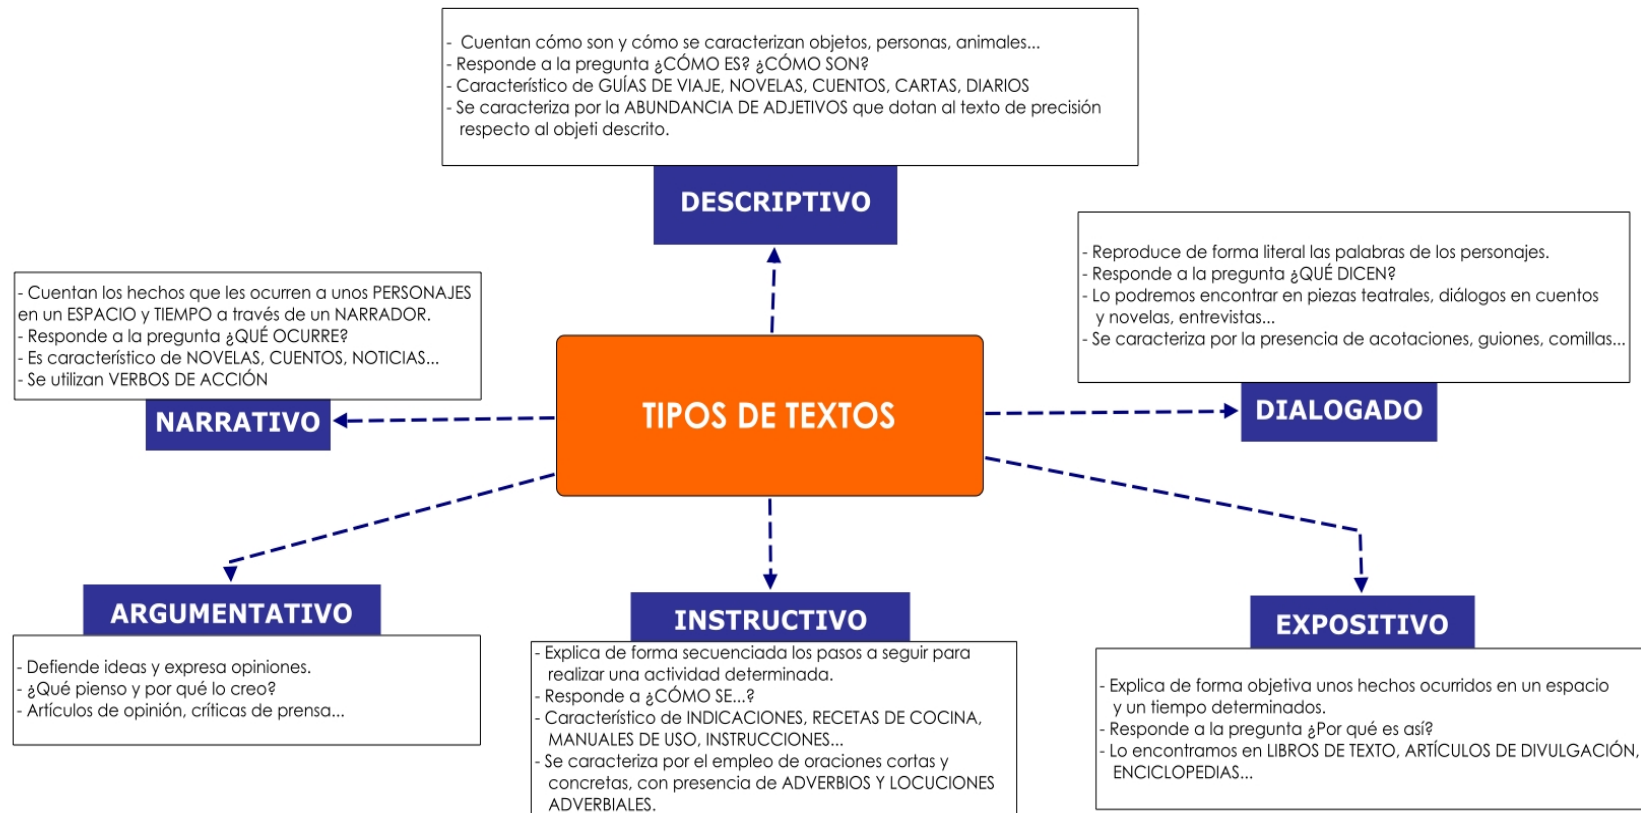 - Cuentan cómo son y cómo se caracterizan objetos, personas, animales...
- Responde a la pregunta ¿CÓMO ES? ¿CÓMO SON?
- Característico de GUÍAS DE VIAJE, NOVELAS, CUENTOS, CARTAS, DIARIOS
- Se caracteriza por la ABUNDANCIA DE ADJETIVOS que dotan al texto de precisión
respecto al objeti descrito.
DESCRIPTIVO
- Cuentan los hechos que les ocurren a unos PERSONAJES
en un ESPACIO y TIEMPO a través de un NARRADOR.
- Responde a la pregunta ¿QUÉ OCURRE?
- Es característico de NOVELAS, CUENTOS, NOTICIAS...
- Se utilizan VERBOS DE ACCIÓN
NARRATIVO
TIPOS DE TEXTOS
- Reproduce de forma literal las palabras de los personajes.
- Responde a la pregunta ¿QUÉ DICEN?
- Lo podremos encontrar en piezas teatrales, diálogos en cuentos
y novelas, entrevistas...
- Se caracteriza por la presencia de acotaciones, guiones, comillas...
DIALOGADO
ARGUMENTATIVO
- Defiende ideas y expresa opiniones.
- ¿Qué pienso y por qué lo creo?
- Artículos de opinión, críticas de prensa...
INSTRUCTIVO
- Explica de forma secuenciada los pasos a seguir para
realizar una actividad determinada.
- Responde a ¿CÓMO SE...?
- Característico de INDICACIONES, RECETAS DE COCINA,
MANUALES DE USO, INSTRUCCIONES...
- Se caracteriza por el empleo de oraciones cortas y
concretas, con presencia de ADVERBIOS Y LOCUCIONES
ADVERBIALES.
EXPOSITIVO
- Explica de forma objetiva unos hechos ocurridos en un espacio
y un tiempo determinados.
- Responde a la pregunta ¿Por qué es así?
- Lo encontramos en LIBROS DE TEXTO, ARTÍCULOS DE DIVULGACIÓN,
ENCICLOPEDIAS...